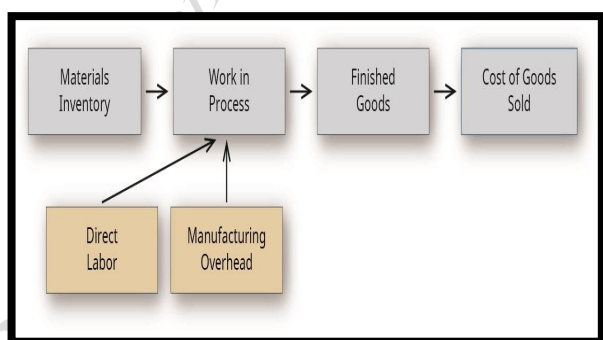 Materials
Inventory
Work in
Process
Finished
Goods
Cost of Goods
Sold
Direct
Labor
Manufacturing
Overhead